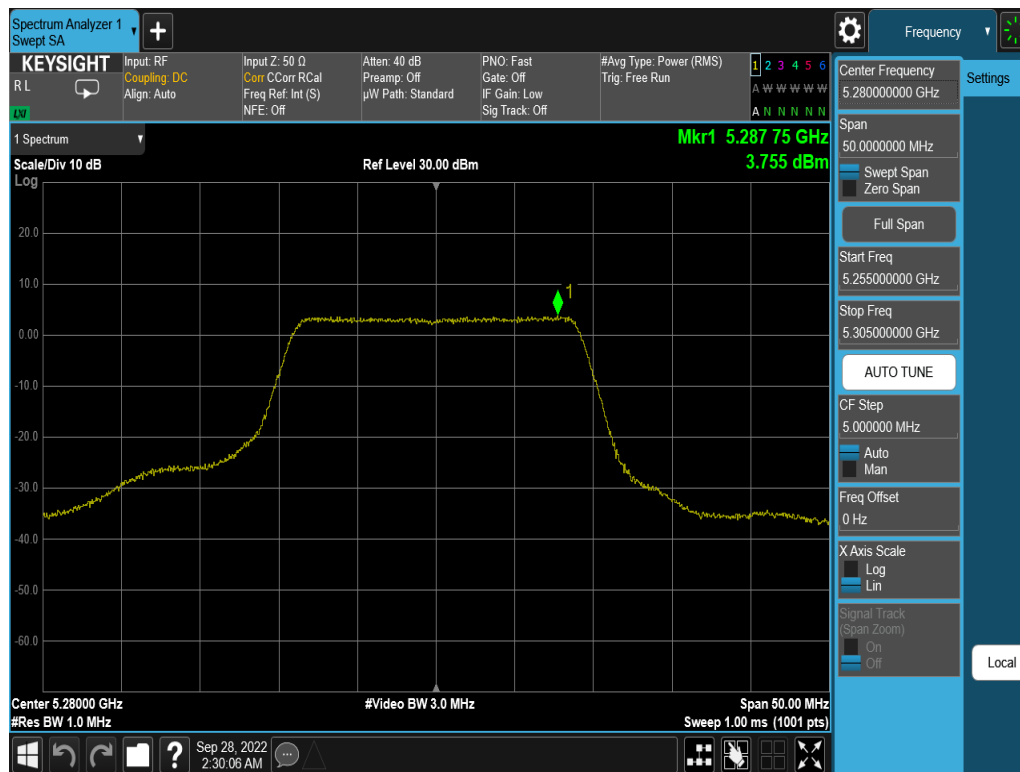 Spectrum Analyzer 1
Swept SA
Frequency
KEYSIGHT
R L
LXI
Input: RF
Coupling: DC
Align: Auto
Input Z: 50 Ω
Corr CCorr RCal
Freq Ref: Int (S)
NFE: Off
Atten: 40 dB
Preamp: Off
µW Path: Standard
PNO: Fast
Gate: Off
IF Gain: Low
Sig Track: Off
#Avg Type: Power (RMS)
Trig: Free Run
1 2 3 4 5 6
A W W W W W
A N N N N N
1 Spectrum
Scale/Div 10 dB
Ref Level 30.00 dBm
Mkr1 5.287 75 GHz
3.755 dBm
Log
20.0
10.0
0.00
-10.0
-20.0
-30.0
-40.0
-50.0
-60.0
1
Center 5.28000 GHz
#Video BW 3.0 MHz
Span 50.00 MHz
#Res BW 1.0 MHz
Sweep 1.00 ms (1001 pts)
Center Frequency
5.280000000 GHz
Settings
Span
50.0000000 MHz
Swept Span
Zero Span
Full Span
Start Freq
5.255000000 GHz
Stop Freq
5.305000000 GHz
AUTO TUNE
CF Step
5.000000 MHz
Auto
Man
Freq Offset
0 Hz
X Axis Scale
Log
Lin
Signal Track
(Span Zoom)
On
Off
Local
?
Sep 28, 2022
2:30:06 AM